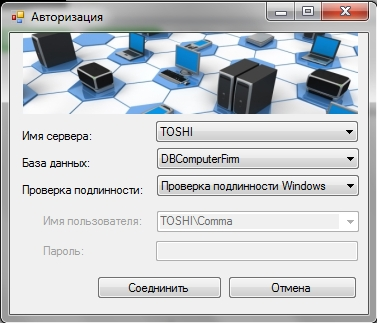 Авторизация
Имя сервера: TOSHI
База данных: DBComputerFirm
Проверка подлинности: Проверка подлинности Windows
Имя пользователя: TOSHI\Comma
Пароль:
Соединить Отмена